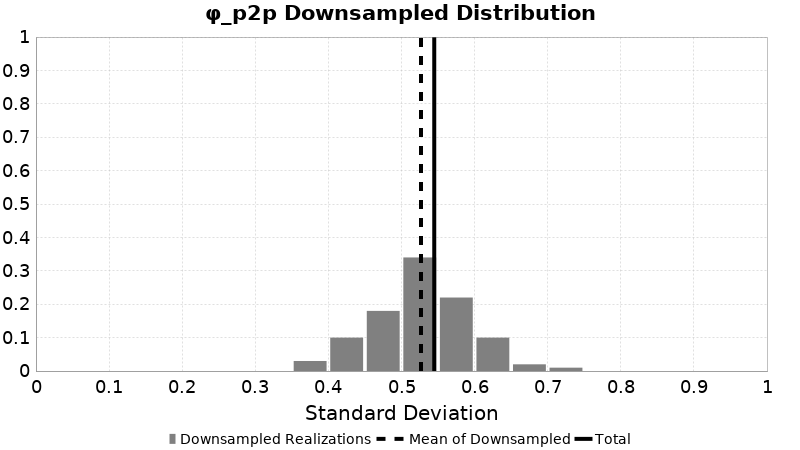 φ_p2p Downsampled Distribution
1
0.9
0.8
0.7
0.6
0.5
0.4
0.3
0.2
0.1
0
0 0.1 0.2 0.3 0.4 0.5 0.6 0.7 0.8 0.9 1
Standard Deviation
Downsampled Realizations Mean of Downsampled Total